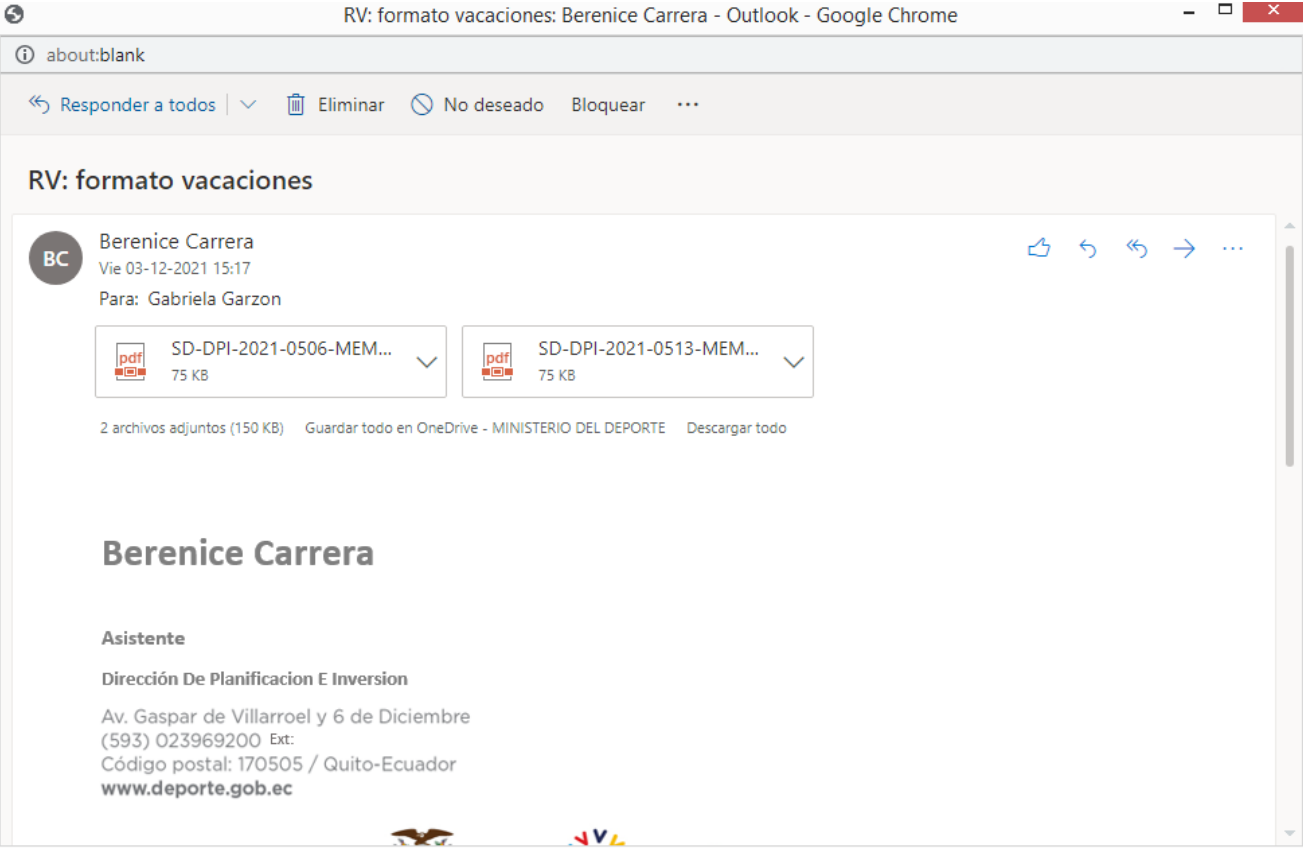 RV: formato vacaciones: Berenice Carrera - Outlook - Google Chrome
about:blank
Responder a todos Eliminar No deseado Bloquear ...
RV: formato vacaciones
BC
Berenice Carrera
Vie 03-12-2021 15:17
Para: Gabriela Garzon
pdf SD-DPI-2021-0506-MEM... 75 KB
pdf SD-DPI-2021-0513-MEM... 75 KB
2 archivos adjuntos (150 KB) Guardar todo en OneDrive - MINISTERIO DEL DEPORTE Descargar todo
Berenice Carrera
Asistente
Dirección De Planificacion E Inversion
Av. Gaspar de Villarroel y 6 de Diciembre
(593) 023969200 Ext:
Código postal: 170505 / Quito-Ecuador
www.deporte.gob.ec